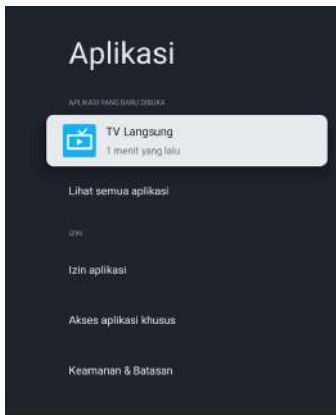 Aplikasi
APLIKASI YANG BARU DIBUKA
TV Langsung
1 menit yang lalu
Lihat semua aplikasi
IZIN
Izin aplikasi
Akses aplikasi khusus
Keamanan & Batasan